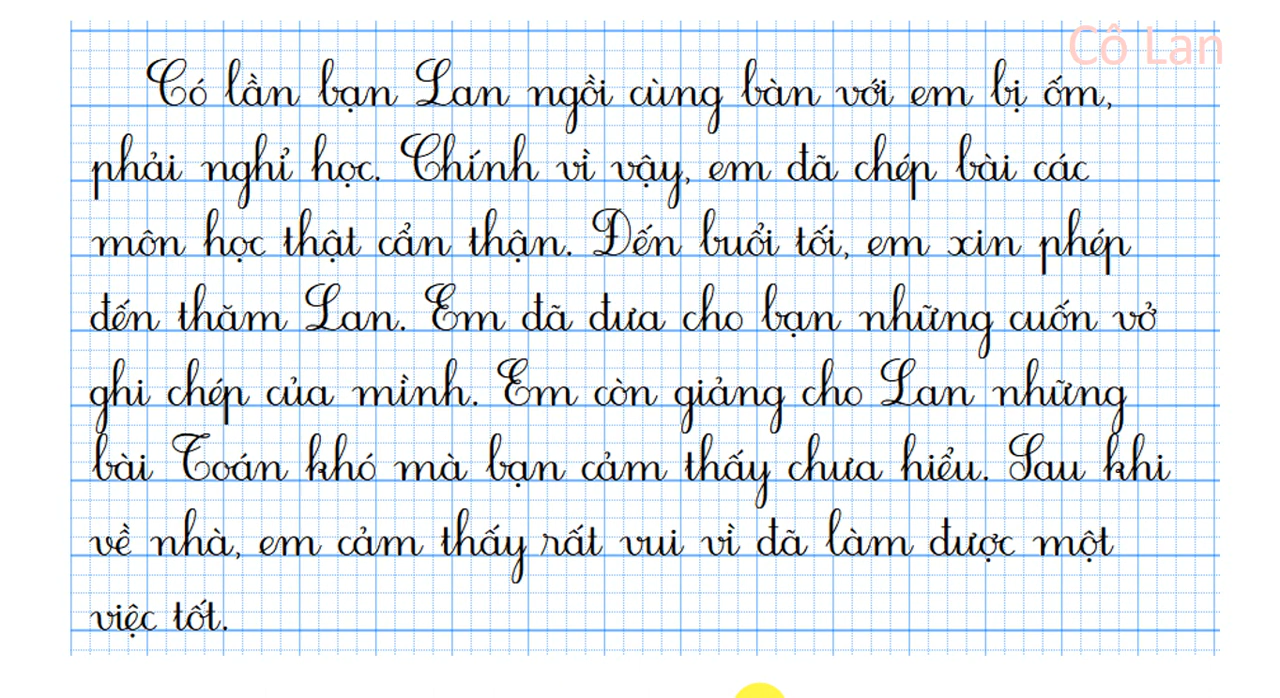 Cô Lan
Có lần bạn Lan ngồi cùng bàn với em bị ốm,
phải nghỉ học. Chính vì vậy, em đã chép bài các
môn học thật cẩn thận. Đến buổi tối, em xin phép
đến thăm Lan. Em đã đưa cho bạn những cuốn vở
ghi chép của mình. Em còn giảng cho Lan những
bài Toán khó mà bạn cảm thấy chưa hiểu. Sau khi
về nhà, em cảm thấy rất vui vì đã làm được một
việc tốt.